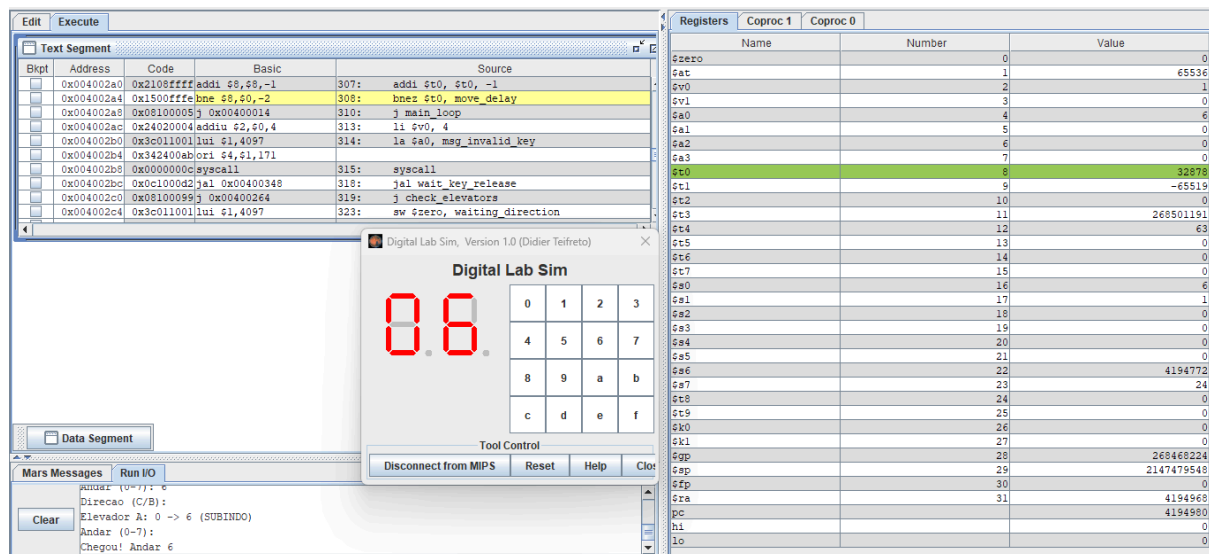 Edit Execute
Text Segment
Bkpt Address Code Basic Source
0x004002a0 0x2108ffff addi $8,$8,-1 307: addi $t0, $t0, -1
0x004002a4 0x1500fffe bne $8,$0,-2 308: bnez $t0, move_delay
0x004002a8 0x08100005 j 0x00400014 310: j main_loop
0x004002ac 0x24020004 addiu $2,$0,4 313: li $v0, 4
0x004002b0 0x3c011001 lui $1,4097 314: la $a0, msg_invalid_key
0x004002b4 0x342400ab ori $4,$1,171
0x004002b8 0x0000000c syscall 315: syscall
0x004002bc 0x0c1000d2 jal 0x00400348 318: jal wait_key_release
0x004002c0 0x08100099 j 0x00400264 319: j check_elevators
0x004002c4 0x3c011001 lui $1,4097 323: sw $zero, waiting_direction
Digital Lab Sim, Version 1.0 (Didier Teifreto)
Digital Lab Sim
06
0 1 2 3
4 5 6 7
8 9 a b
c d e f
Tool Control
Disconnect from MIPS Reset Help
Data Segment
Mars Messages Run I/O
Clear
Andar (0-7): 6
Direcao (C/B):
Elevador A: 0 -> 6 (SUBINDO)
Andar (0-7):
Chegou! Andar 6
Registers Coproc 1 Coproc 0
Name Number Value
$zero 0 0
$at 1 65536
$v0 2 1
$v1 3 0
$a0 4 6
$a1 5 0
$a2 6 0
$a3 7 0
$t0 8 32878
$t1 9 -65519
$t2 10 0
$t3 11 268501191
$t4 12 63
$t5 13 0
$t6 14 0
$t7 15 0
$s0 16 6
$s1 17 1
$s2 18 0
$s3 19 0
$s4 20 0
$s5 21 0
$s6 22 4194772
$s7 23 24
$t8 24 0
$t9 25 0
$k0 26 0
$k1 27 0
$gp 28 268468224
$sp 29 2147479548
$fp 30 0
$ra 31 4194968
pc 4194980
hi 0
lo 0